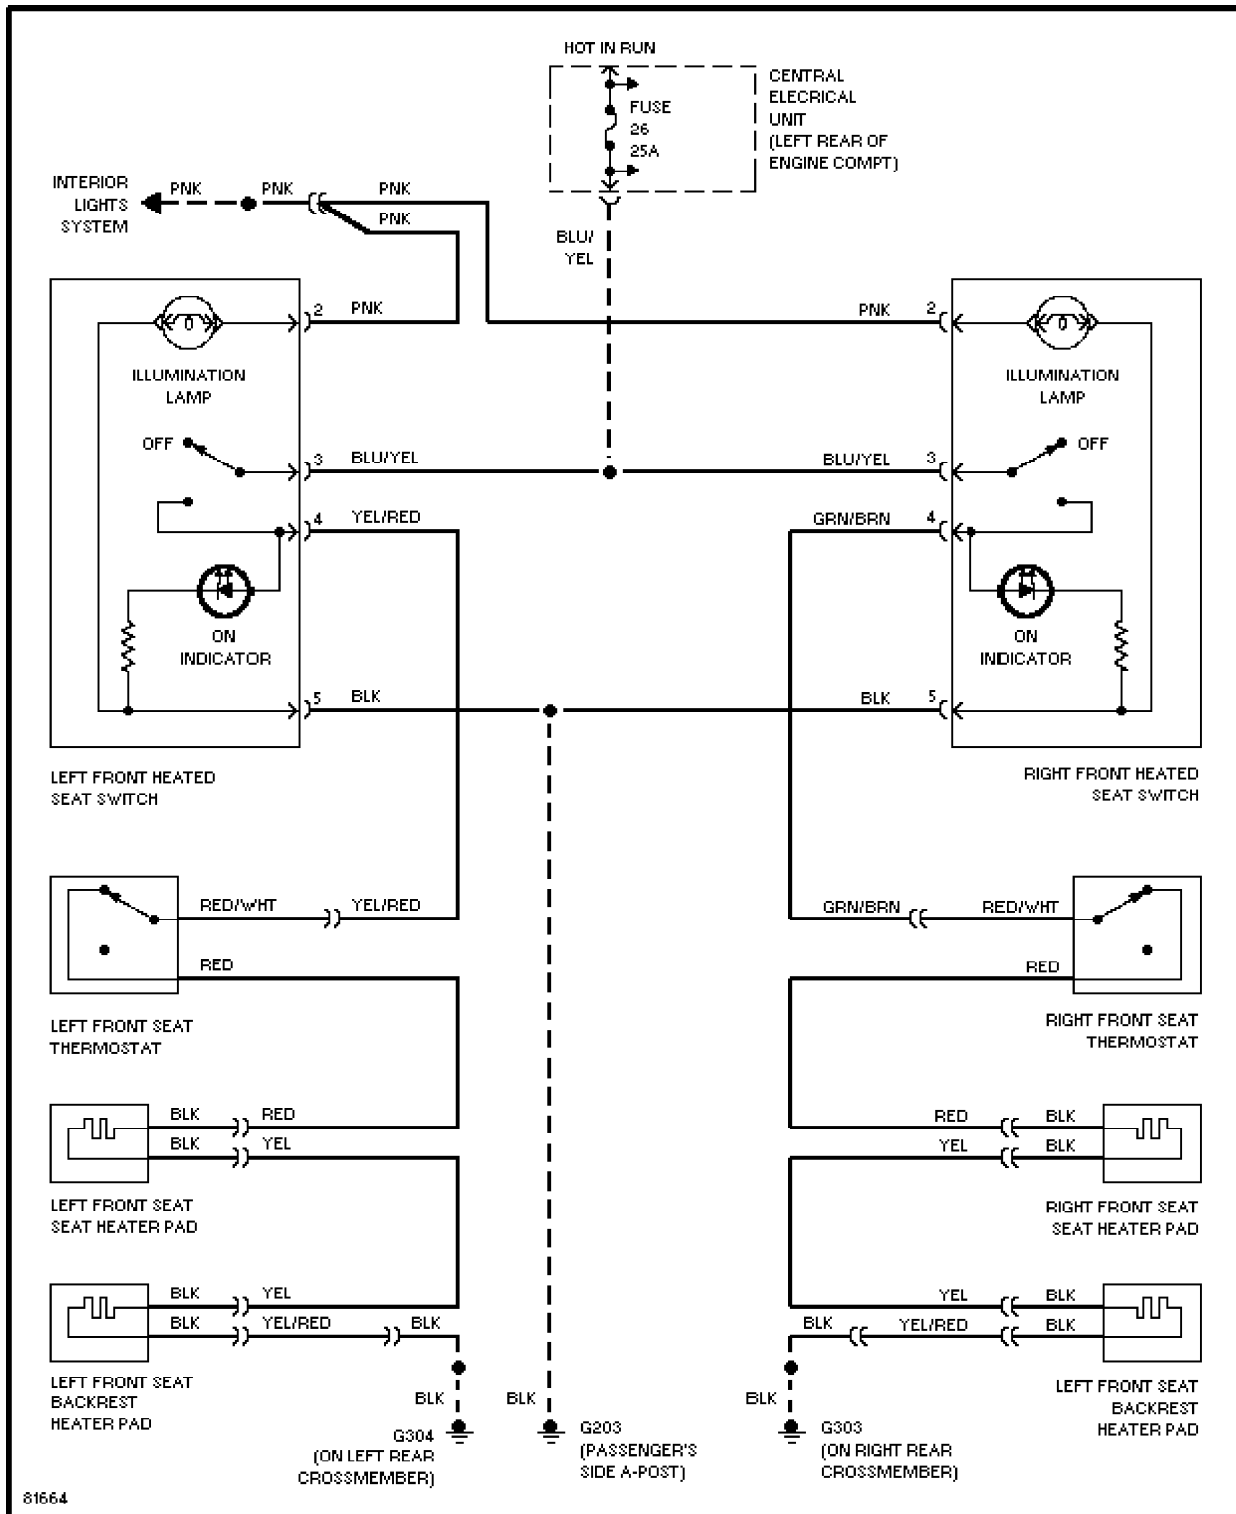 HOT IN RUN
CENTRAL
ELECRICAL
UNIT
(LEFT REAR OF
ENGINE COMPT)
FUSE
26
25A
INTERIOR
LIGHTS
SYSTEM
PNK
PNK
PNK
PNK
BLU/
YEL
2
PNK
PNK
2
ILLUMINATION
LAMP
ILLUMINATION
LAMP
OFF
3
BLU/YEL
BLU/YEL
3
OFF
4
YEL/RED
GRN/BRN
4
ON
INDICATOR
ON
INDICATOR
5
BLK
BLK
5
LEFT FRONT HEATED
SEAT SWITCH
RIGHT FRONT HEATED
SEAT SWITCH
RED/WHT
YEL/RED
GRN/BRN
RED/WHT
RED
RED
LEFT FRONT SEAT
THERMOSTAT
RIGHT FRONT SEAT
THERMOSTAT
BLK
RED
RED
BLK
BLK
YEL
YEL
BLK
LEFT FRONT SEAT
SEAT HEATER PAD
RIGHT FRONT SEAT
SEAT HEATER PAD
BLK
YEL
YEL
BLK
BLK
YEL/RED
BLK
BLK
YEL/RED
BLK
LEFT FRONT SEAT
BACKREST
HEATER PAD
LEFT FRONT SEAT
BACKREST
HEATER PAD
BLK
BLK
BLK
G304
(ON LEFT REAR
CROSSMEMBER)
G203
(PASSENGER'S
SIDE A-POST)
G303
(ON RIGHT REAR
CROSSMEMBER)
81664